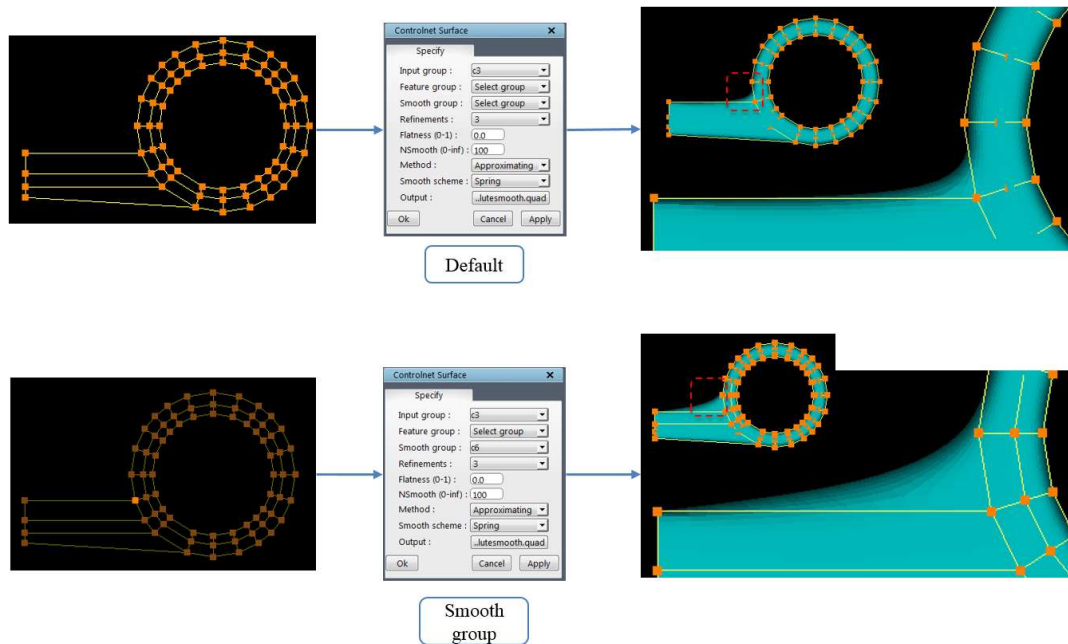 Controlnet Surface x
Specify
Input group : c3
Feature group : Select group
Smooth group : Select group
Refinements : 3
Flatness (0-1) : 0.0
NSmooth (0-inf) : 100
Method : Approximating
Smooth scheme : Spring
Output : ..lutesmooth.quad
Ok Cancel Apply
Default
Controlnet Surface x
Specify
Input group : c3
Feature group : Select group
Smooth group : c6
Refinements : 3
Flatness (0-1) : 0.0
NSmooth (0-inf) : 100
Method : Approximating
Smooth scheme : Spring
Output : ..lutesmooth.quad
Ok Cancel Apply
Smooth
group